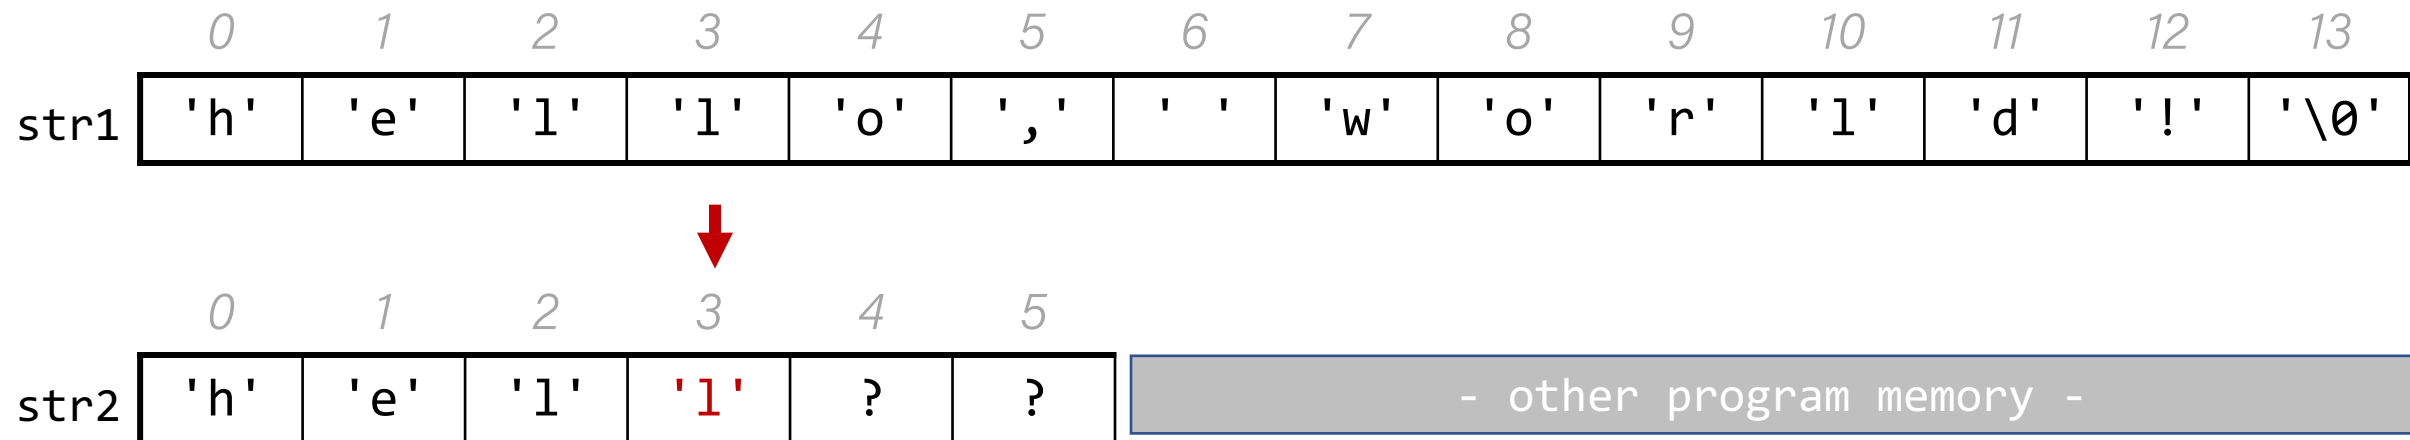 0 1 2 3 4 5 6 7 8 9 10 11 12 13
str1 'h' 'e' 'l' 'l' 'o' ',' ' ' 'w' 'o' 'r' 'l' 'd' '!' '\0'
0 1 2 3 4 5
str2 'h' 'e' 'l' 'l' ? ? - other program memory -